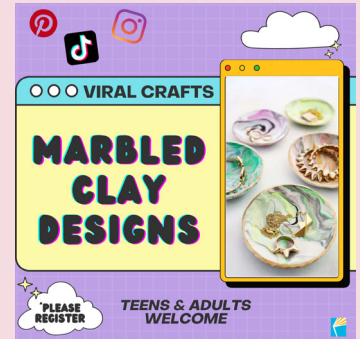 VIRAL CRAFTS
MARBLED
CLAY
DESIGNS
PLEASE
REGISTER
TEENS & ADULTS
WELCOME